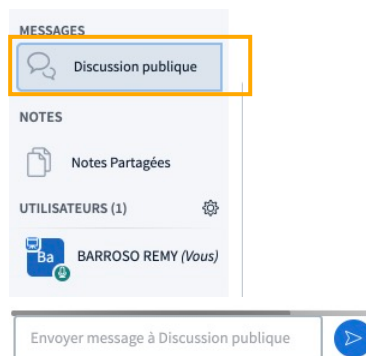 MESSAGES
Discussion publique
NOTES
Notes Partagées
UTILISATEURS (1)
Ba
BARROSO REMY (Vous)
Envoyer message à Discussion publique